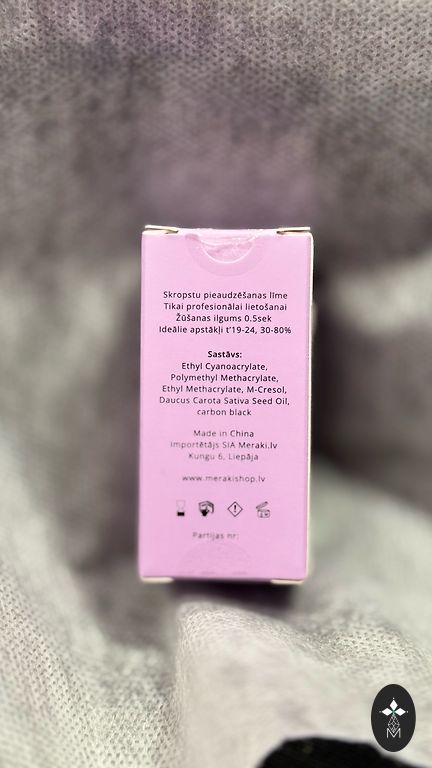 Skropstu pieaudzēšanas līme
Tikai profesionālai lietošanai
Žūšanas ilgums 0.5sek
Ideālie apstākļi t'19-24, 30-80%
Sastāvs:
Ethyl Cyanoacrylate,
Polymethyl Methacrylate,
Ethyl Methacrylate, M-Cresol,
Daucus Carota Sativa Seed Oil,
carbon black
Made in China
Importētājs SIA Meraki.lv
Kungu 6, Liepāja
www.merakishop.lv
Partijas nr:
M